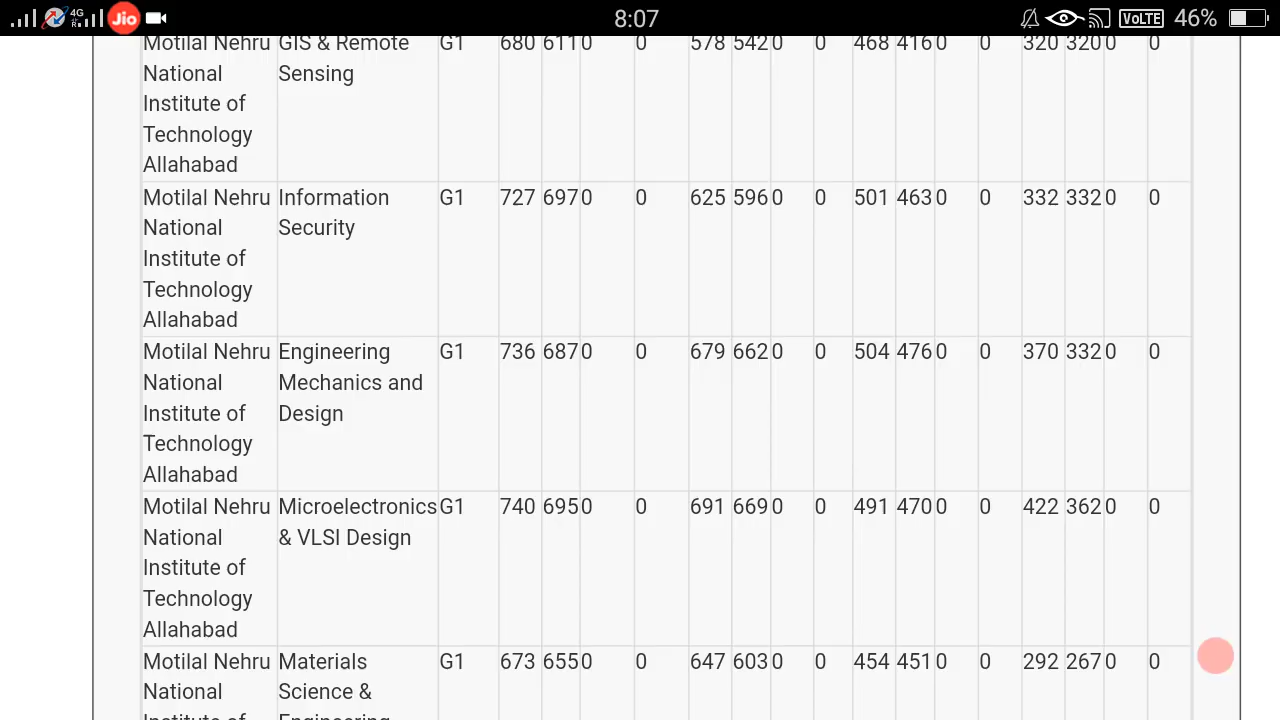 4G
R
Jio
8:07
VoLTE
46%
Motilal Nehru GIS & Remote G1 680 611 0 0 578 542 0 0 468 416 0 0 320 320 0 0
National Sensing
Institute of
Technology
Allahabad
Motilal Nehru Information G1 727 697 0 0 625 596 0 0 501 463 0 0 332 332 0 0
National Security
Institute of
Technology
Allahabad
Motilal Nehru Engineering G1 736 687 0 0 679 662 0 0 504 476 0 0 370 332 0 0
National Mechanics and
Institute of Design
Technology
Allahabad
Motilal Nehru Microelectronics G1 740 695 0 0 691 669 0 0 491 470 0 0 422 362 0 0
National & VLSI Design
Institute of
Technology
Allahabad
Motilal Nehru Materials G1 673 655 0 0 647 603 0 0 454 451 0 0 292 267 0 0
National Science &
Institute of Engineering